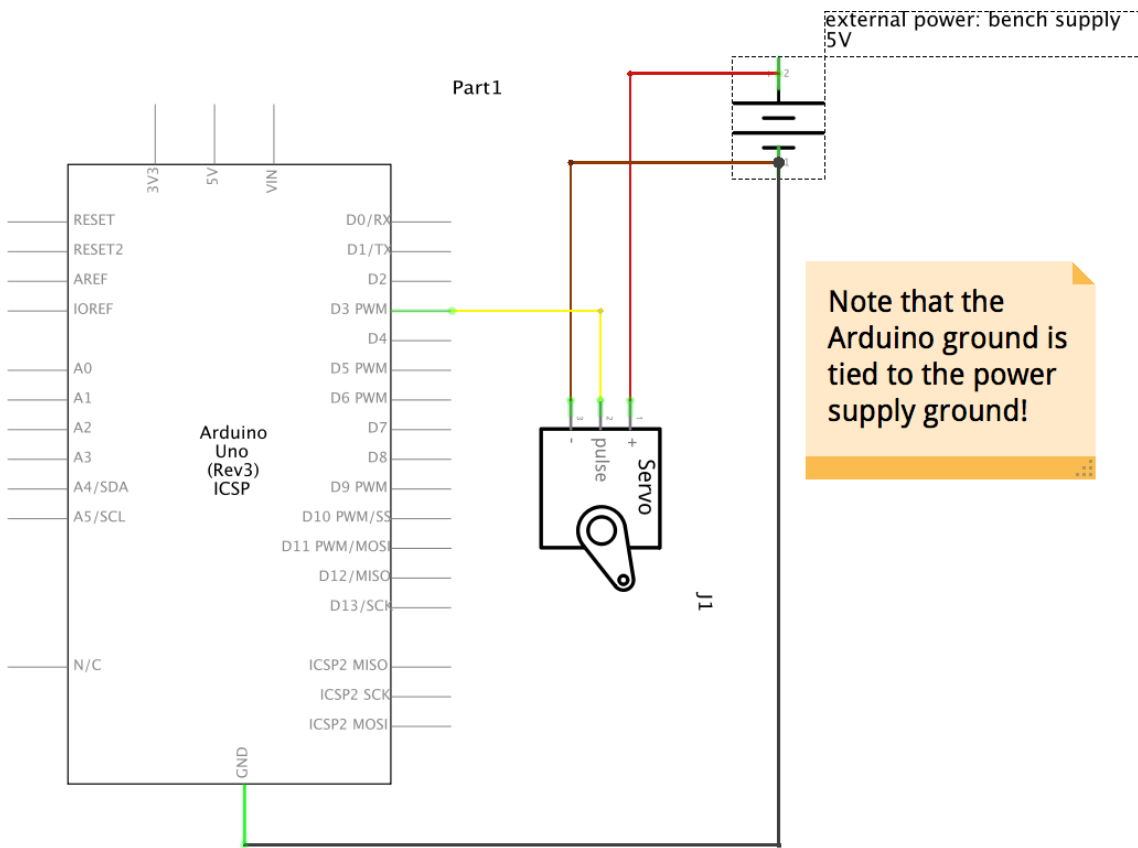 external power: bench supply
5V
2
Part1
1
3V3
5V
VIN
RESET
D0/RX
RESET2
D1/TX
AREF
D2
IOREF
D3 PWM
D4
A0
D5 PWM
A1
D6 PWM
A2
D7
A3
D8
A4/SDA
D9 PWM
A5/SCL
D10 PWM/SS
D11 PWM/MOSI
D12/MISO
D13/SCK
N/C
ICSP2 MISO
ICSP2 SCK
ICSP2 MOSI
GND
Arduino
Uno
(Rev3)
ICSP
3
2
1
-
pulse
+
Servo
J1
Note that the
Arduino ground is
tied to the power
supply ground!